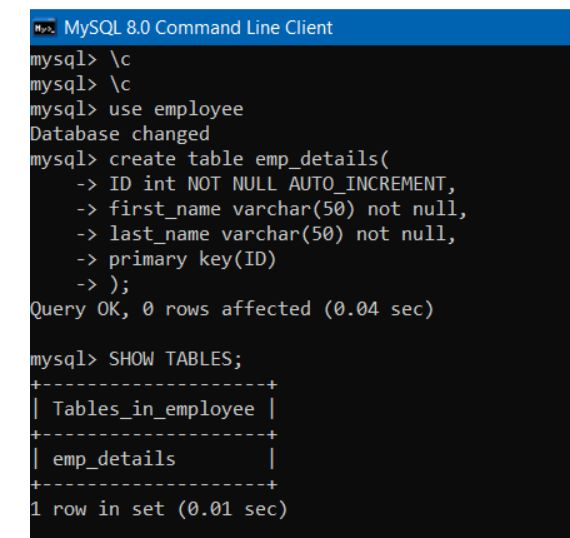 MySQL 8.0 Command Line Client
mysql> \c
mysql> \c
mysql> use employee
Database changed
mysql> create table emp_details(
    -> ID int NOT NULL AUTO_INCREMENT,
    -> first_name varchar(50) not null,
    -> last_name varchar(50) not null,
    -> primary key(ID)
    -> );
Query OK, 0 rows affected (0.04 sec)

mysql> SHOW TABLES;
+--------------------+
| Tables_in_employee |
+--------------------+
| emp_details        |
+--------------------+
1 row in set (0.01 sec)